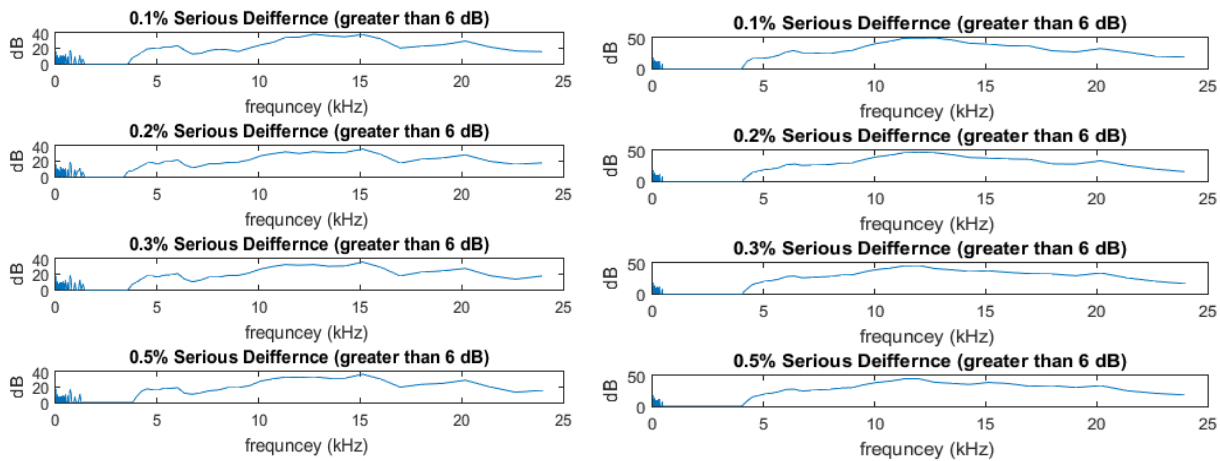 0.1% Serious Deiffernce (greater than 6 dB)
40
20
0
dB
0 5 10 15 20 25
frequncey (kHz)
0.2% Serious Deiffernce (greater than 6 dB)
40
20
0
dB
0 5 10 15 20 25
frequncey (kHz)
0.3% Serious Deiffernce (greater than 6 dB)
40
20
0
dB
0 5 10 15 20 25
frequncey (kHz)
0.5% Serious Deiffernce (greater than 6 dB)
40
20
0
dB
0 5 10 15 20 25
frequncey (kHz)
0.1% Serious Deiffernce (greater than 6 dB)
50
0
dB
0 5 10 15 20 25
frequncey (kHz)
0.2% Serious Deiffernce (greater than 6 dB)
50
0
dB
0 5 10 15 20 25
frequncey (kHz)
0.3% Serious Deiffernce (greater than 6 dB)
50
0
dB
0 5 10 15 20 25
frequncey (kHz)
0.5% Serious Deiffernce (greater than 6 dB)
50
0
dB
0 5 10 15 20 25
frequncey (kHz)